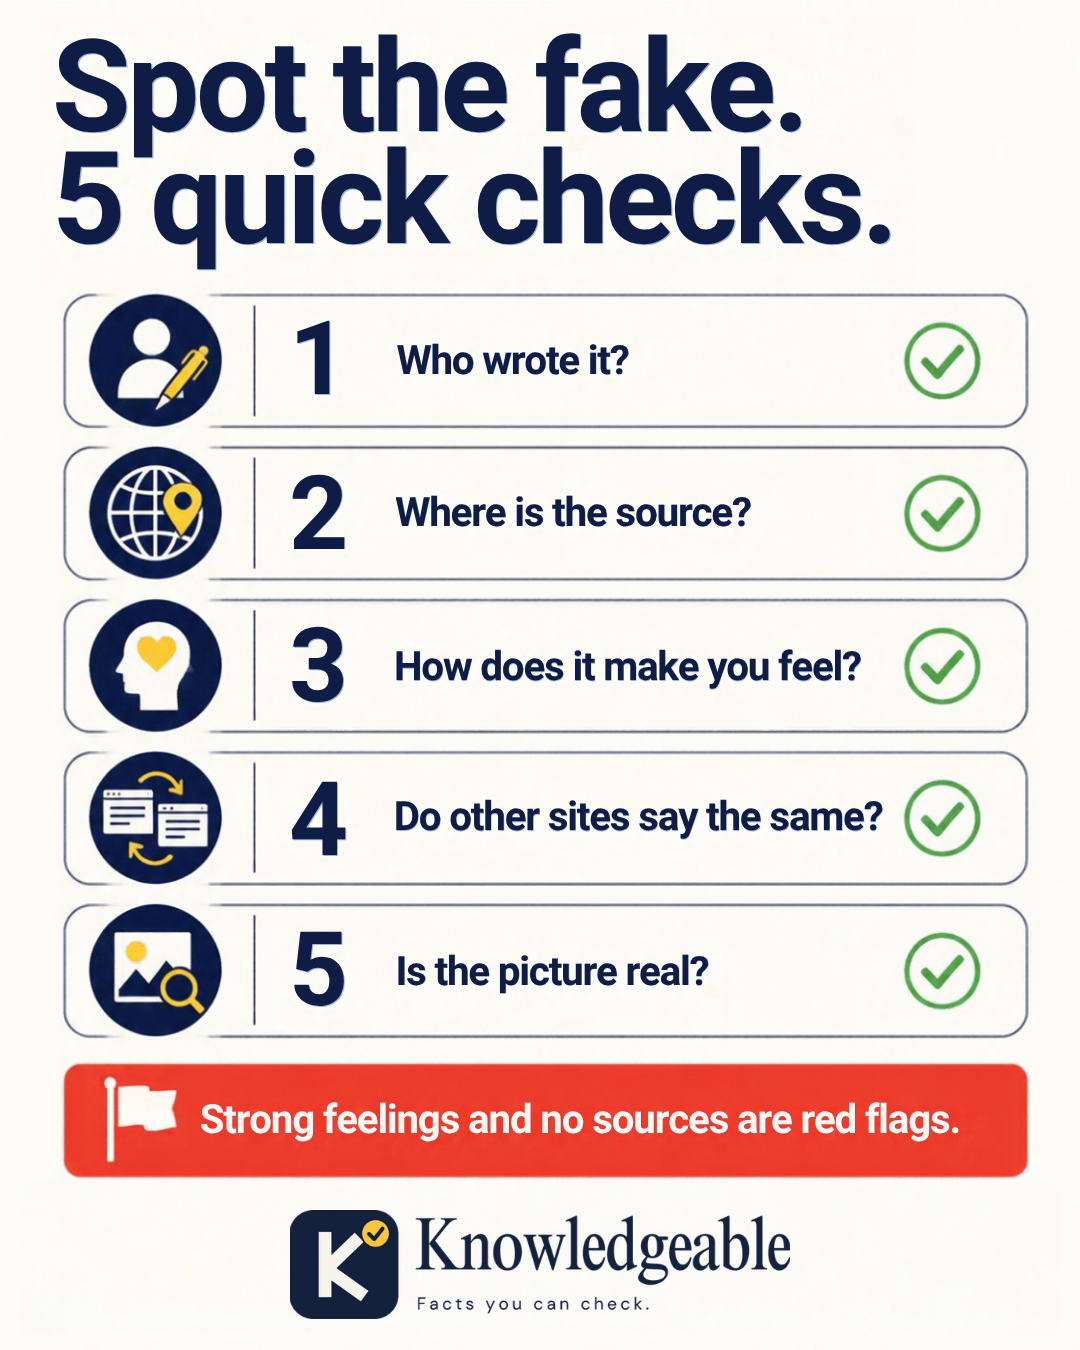 Spot the fake.
5 quick checks.
1 Who wrote it?
2 Where is the source?
3 How does it make you feel?
4 Do other sites say the same?
5 Is the picture real?
Strong feelings and no sources are red flags.
K Knowledgeable
Facts you can check.